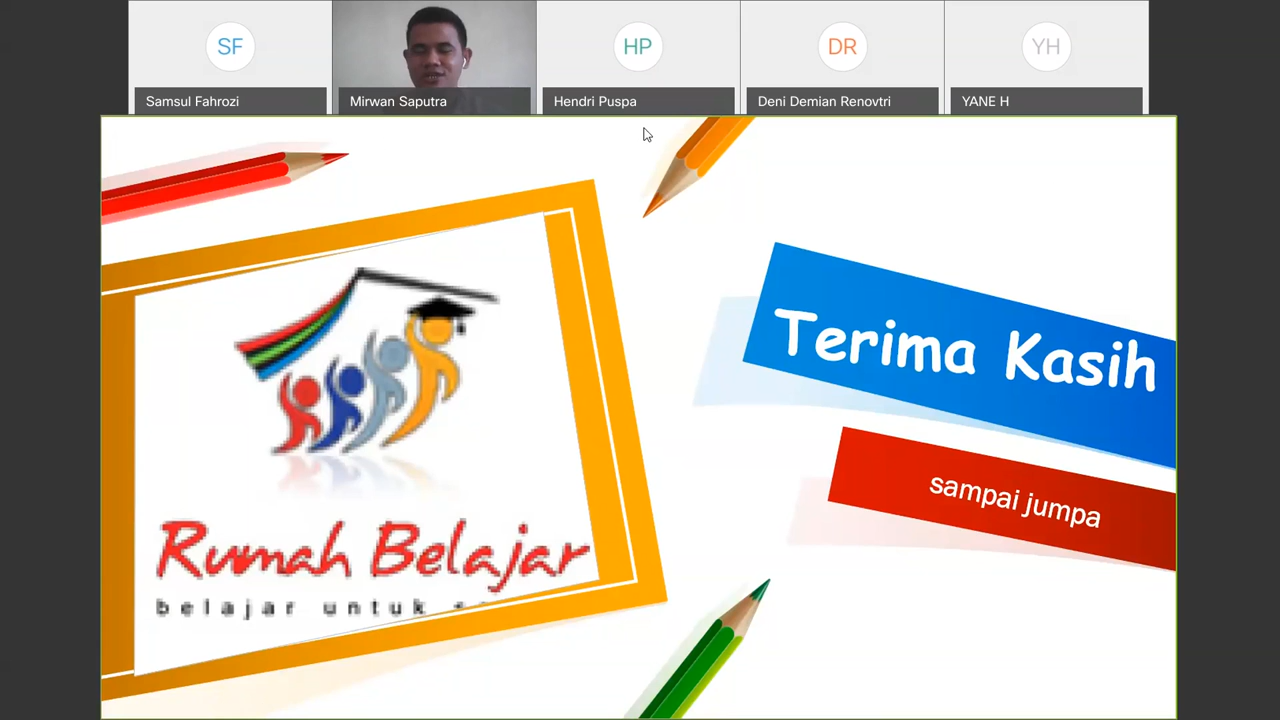 SF
HP
DR
YH
Samsul Fahrozi
Mirwan Saputra
Hendri Puspa
Deni Demian Renovtri
YANE H
Terima Kasih
sampai jumpa
Rumah Belajar
belajar untuk